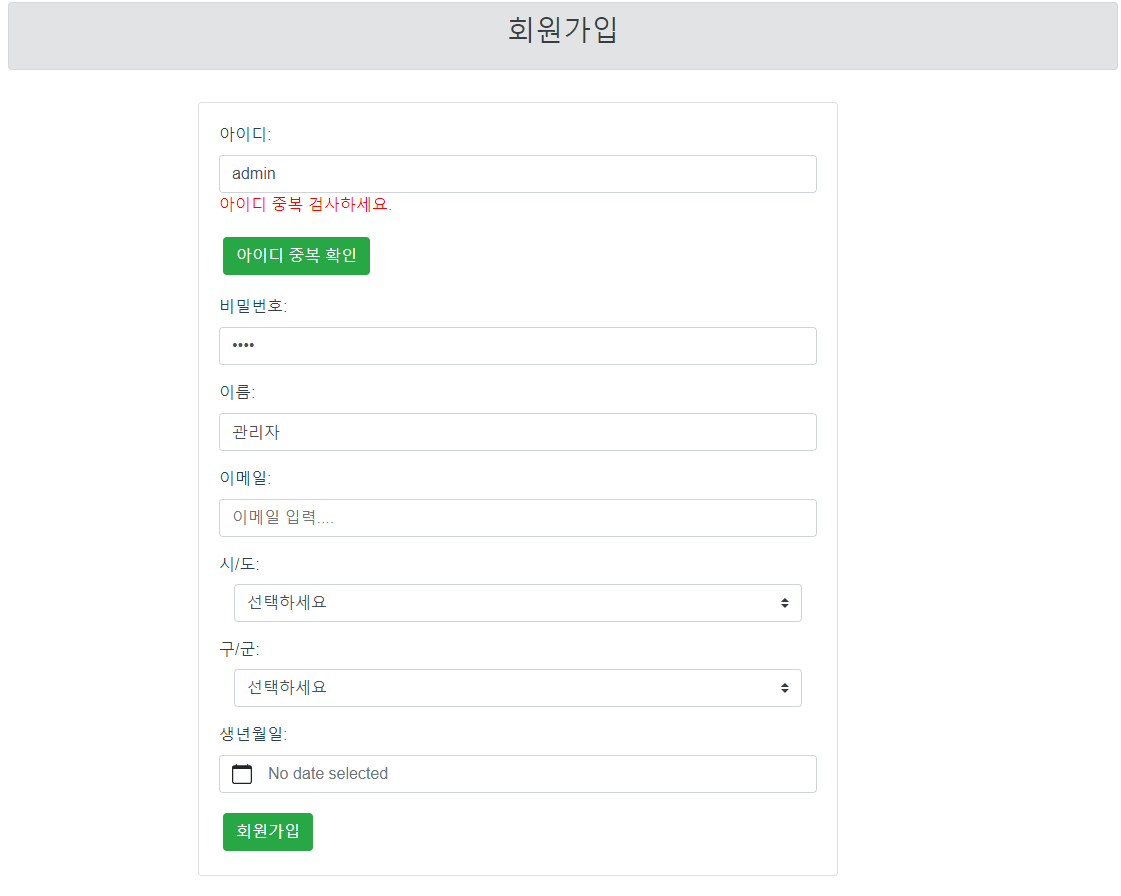 회원가입
아이디:
admin
아이디 중복 검사하세요.
아이디 중복 확인
비밀번호:
••••
이름:
관리자
이메일:
이메일 입력....
시/도:
선택하세요
구/군:
선택하세요
생년월일:
No date selected
회원가입